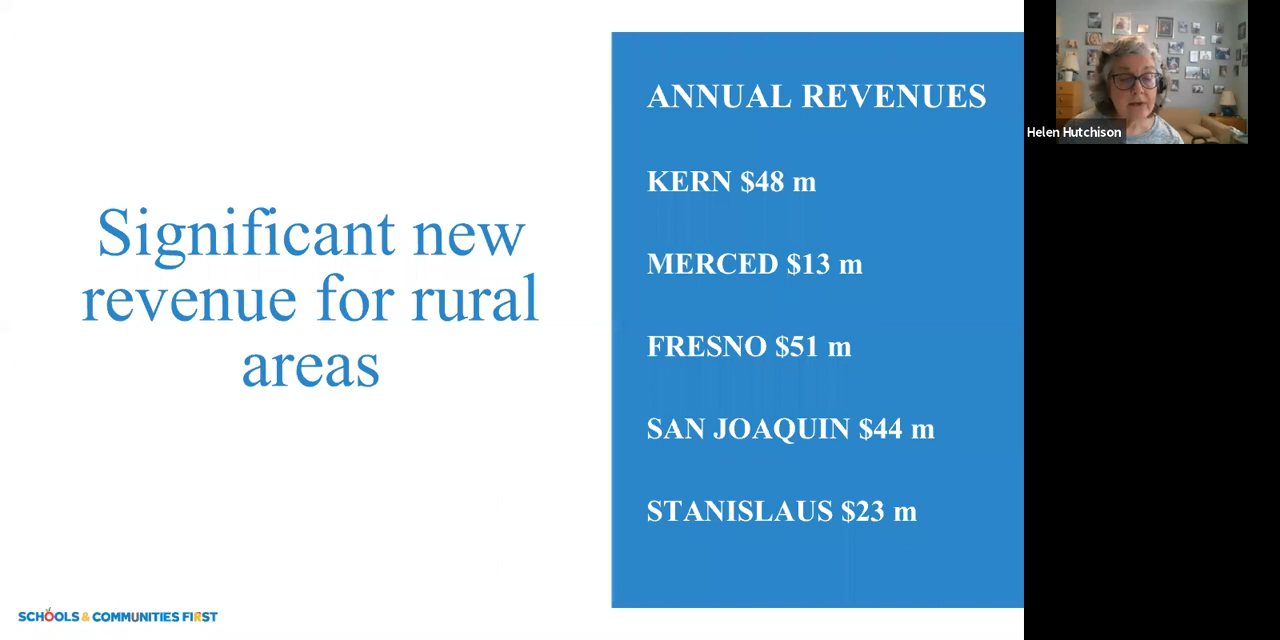 Significant new
revenue for rural
areas
ANNUAL REVENUES
KERN $48 m
MERCED $13 m
FRESNO $51 m
SAN JOAQUIN $44 m
STANISLAUS $23 m
SCHOOLS & COMMUNITIES FIRST
Helen Hutchison